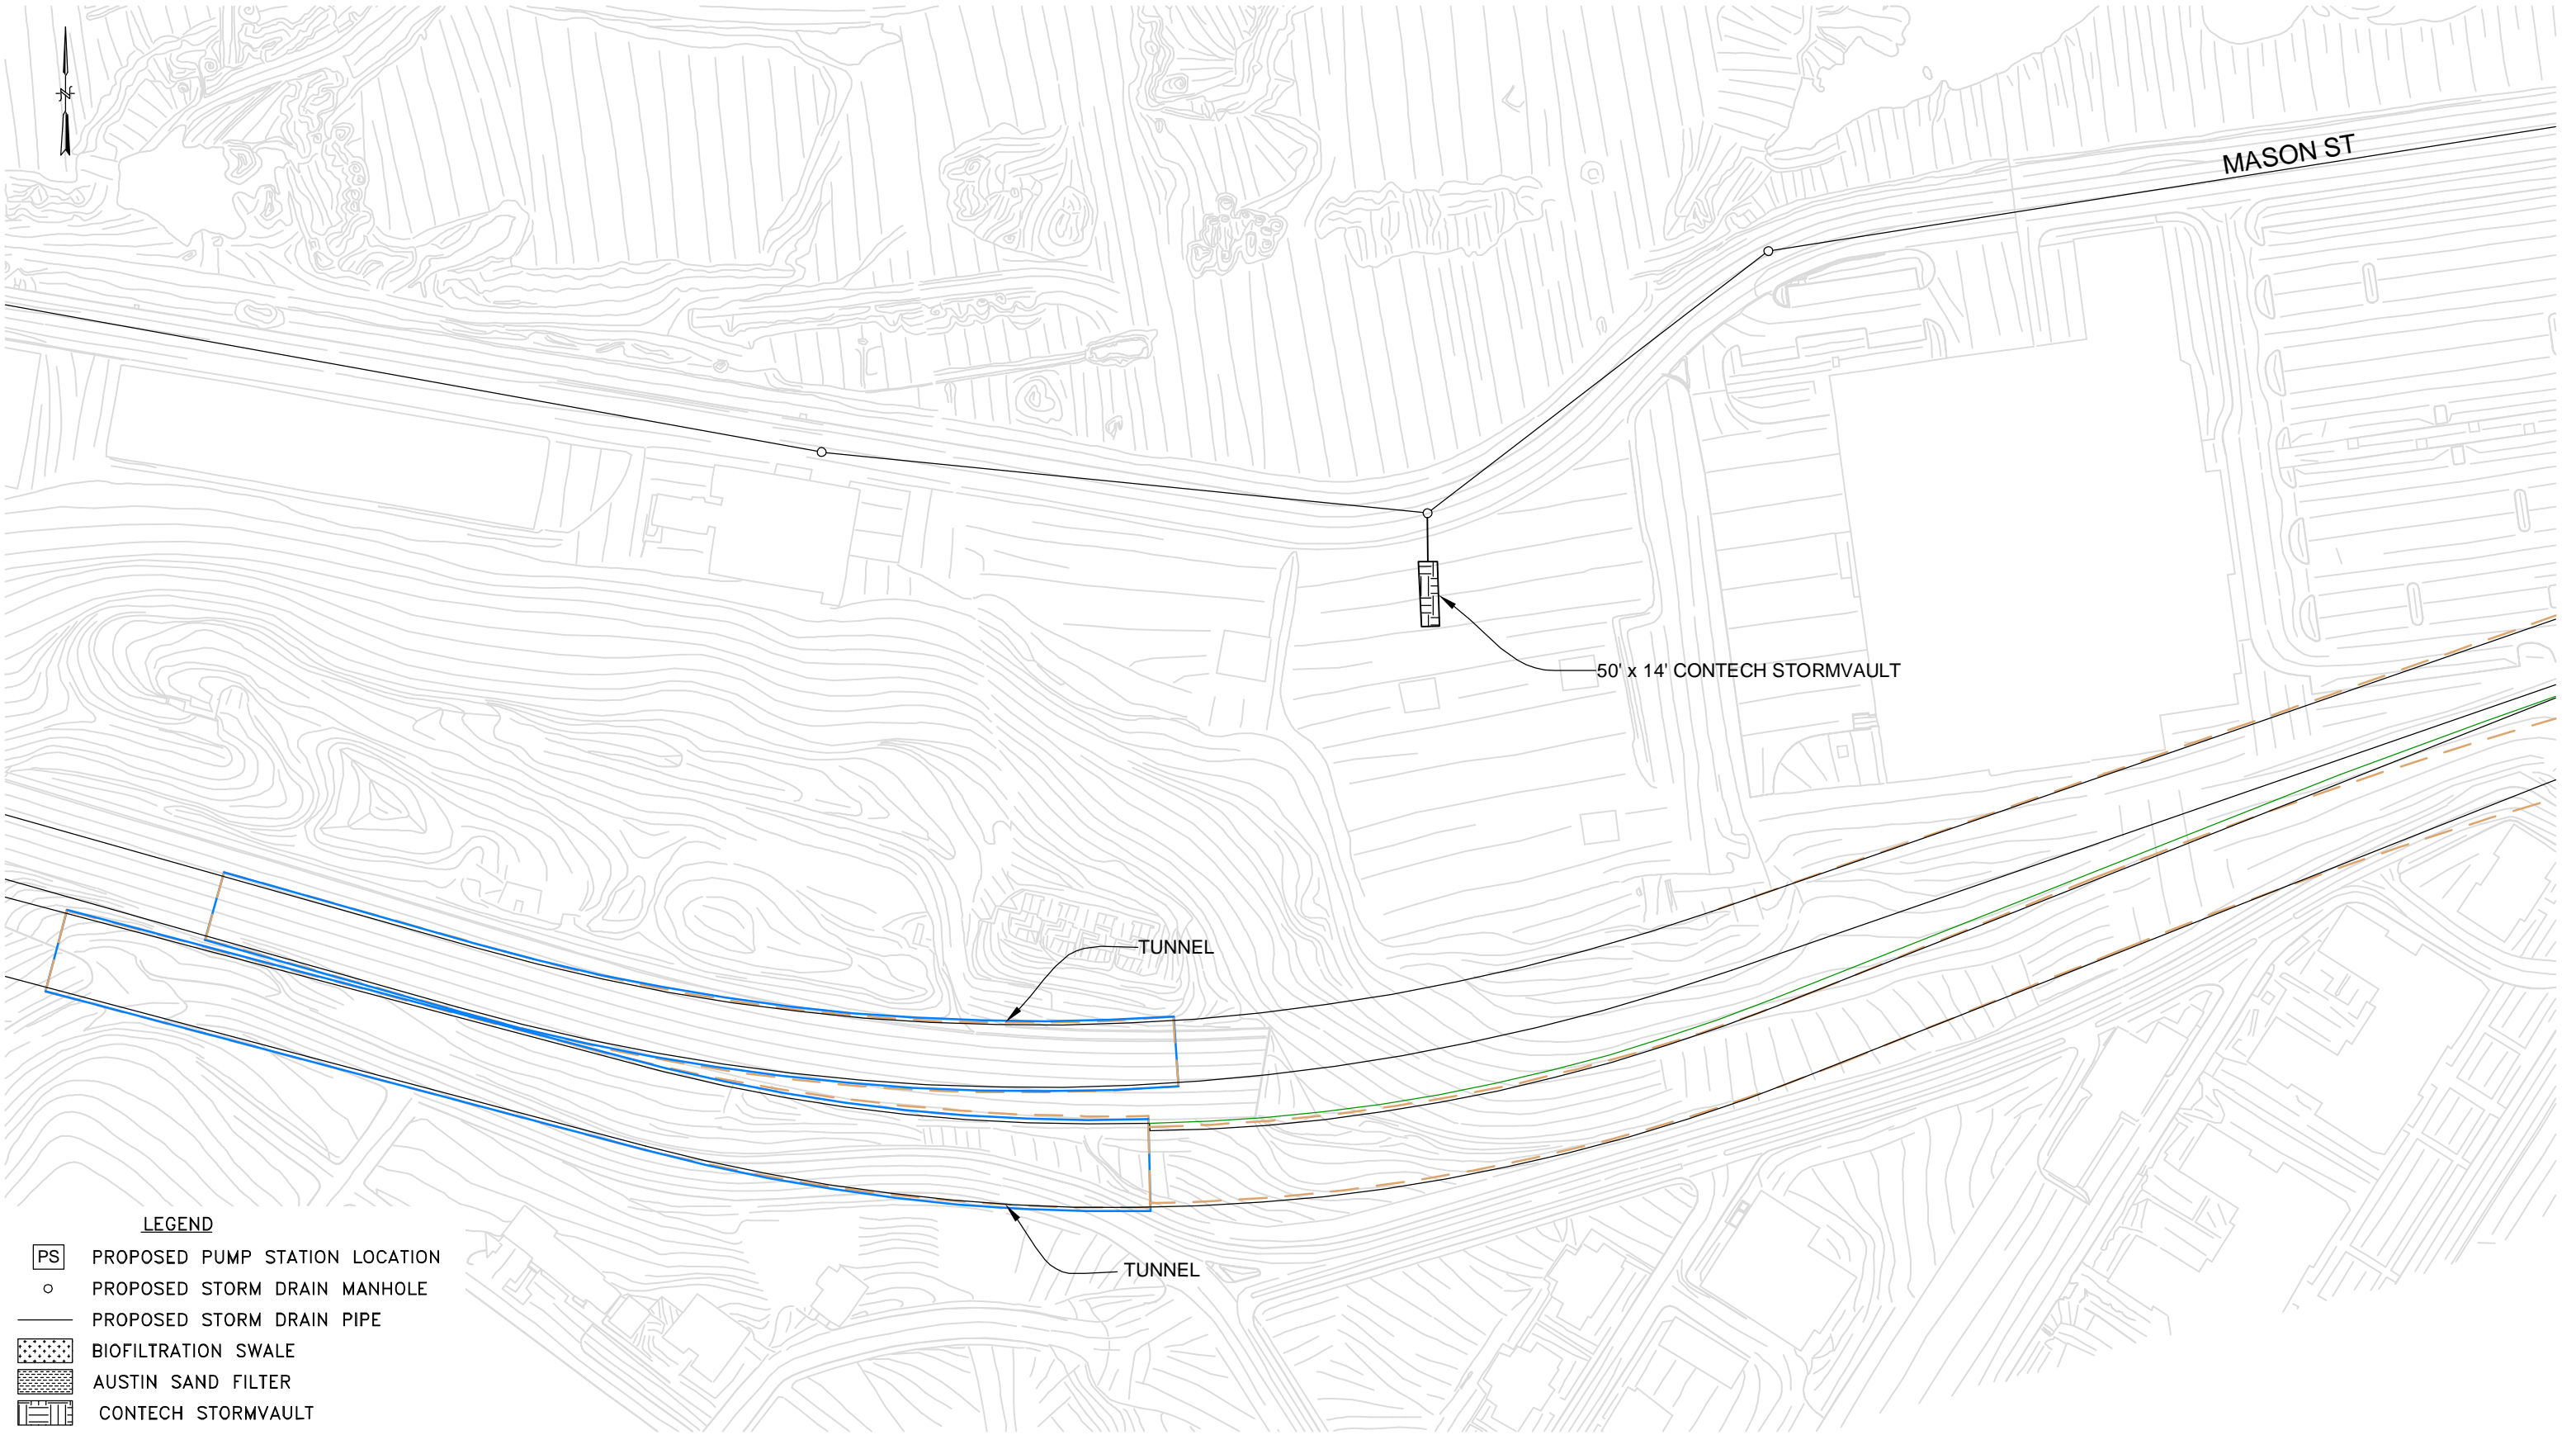 N
MASON ST
50' x 14' CONTECH STORMVAULT
TUNNEL
TUNNEL
LEGEND
PS PROPOSED PUMP STATION LOCATION
PROPOSED STORM DRAIN MANHOLE
PROPOSED STORM DRAIN PIPE
BIOFILTRATION SWALE
AUSTIN SAND FILTER
CONTECH STORMVAULT